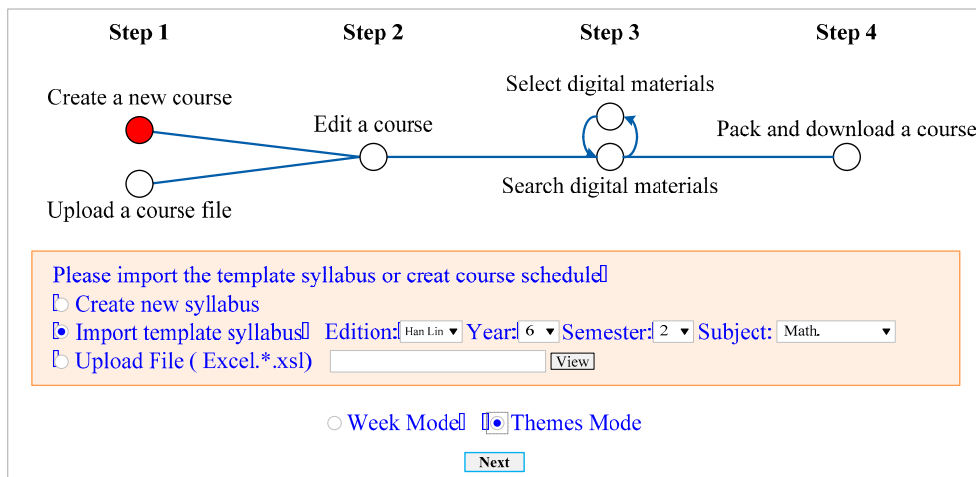 Step 1 Step 2 Step 3 Step 4
Select digital materials
Create a new course
Edit a course
Pack and download a course
Search digital materials
Upload a course file
Please import the template syllabus or creat course schedule
Create new syllabus
Import template syllabus Edition: Han Lin Year: 6 Semester: 2 Subject: Math.
Upload File ( Excel.*.xsl) View
Week Mode Themes Mode
Next